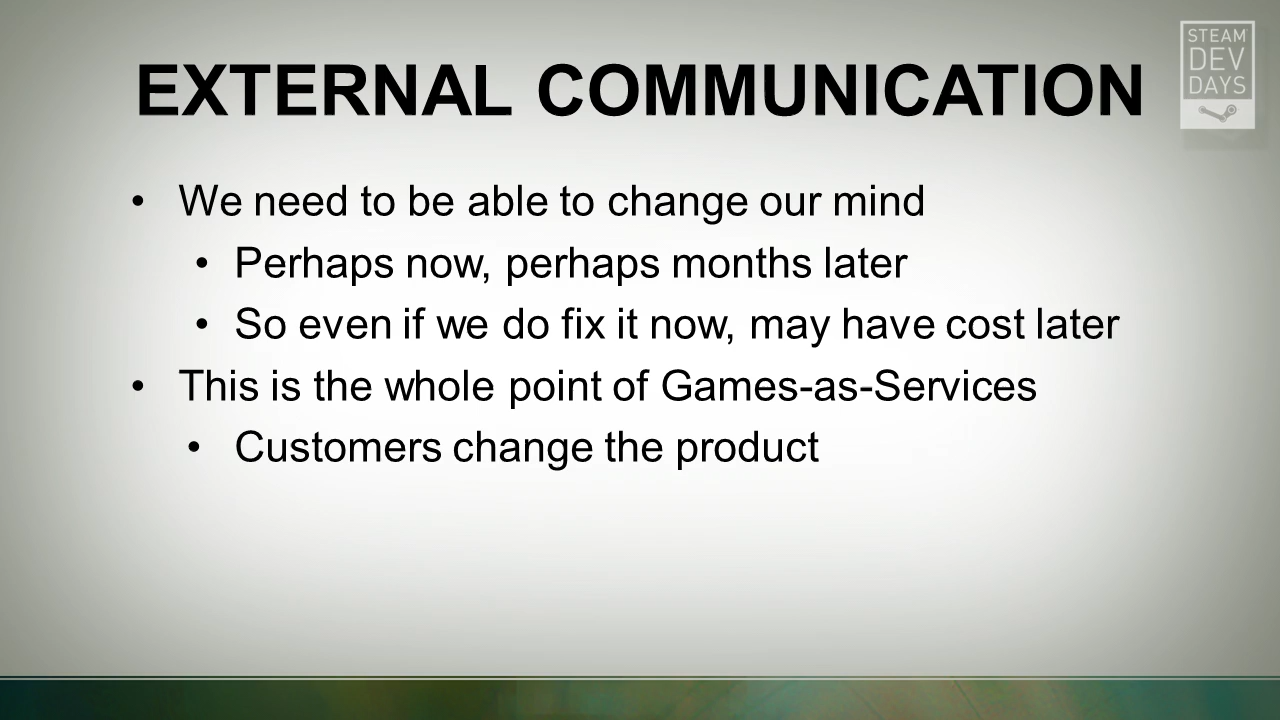 EXTERNAL COMMUNICATION
STEAM
DEV
DAYS
• We need to be able to change our mind
• Perhaps now, perhaps months later
• So even if we do fix it now, may have cost later
• This is the whole point of Games-as-Services
• Customers change the product